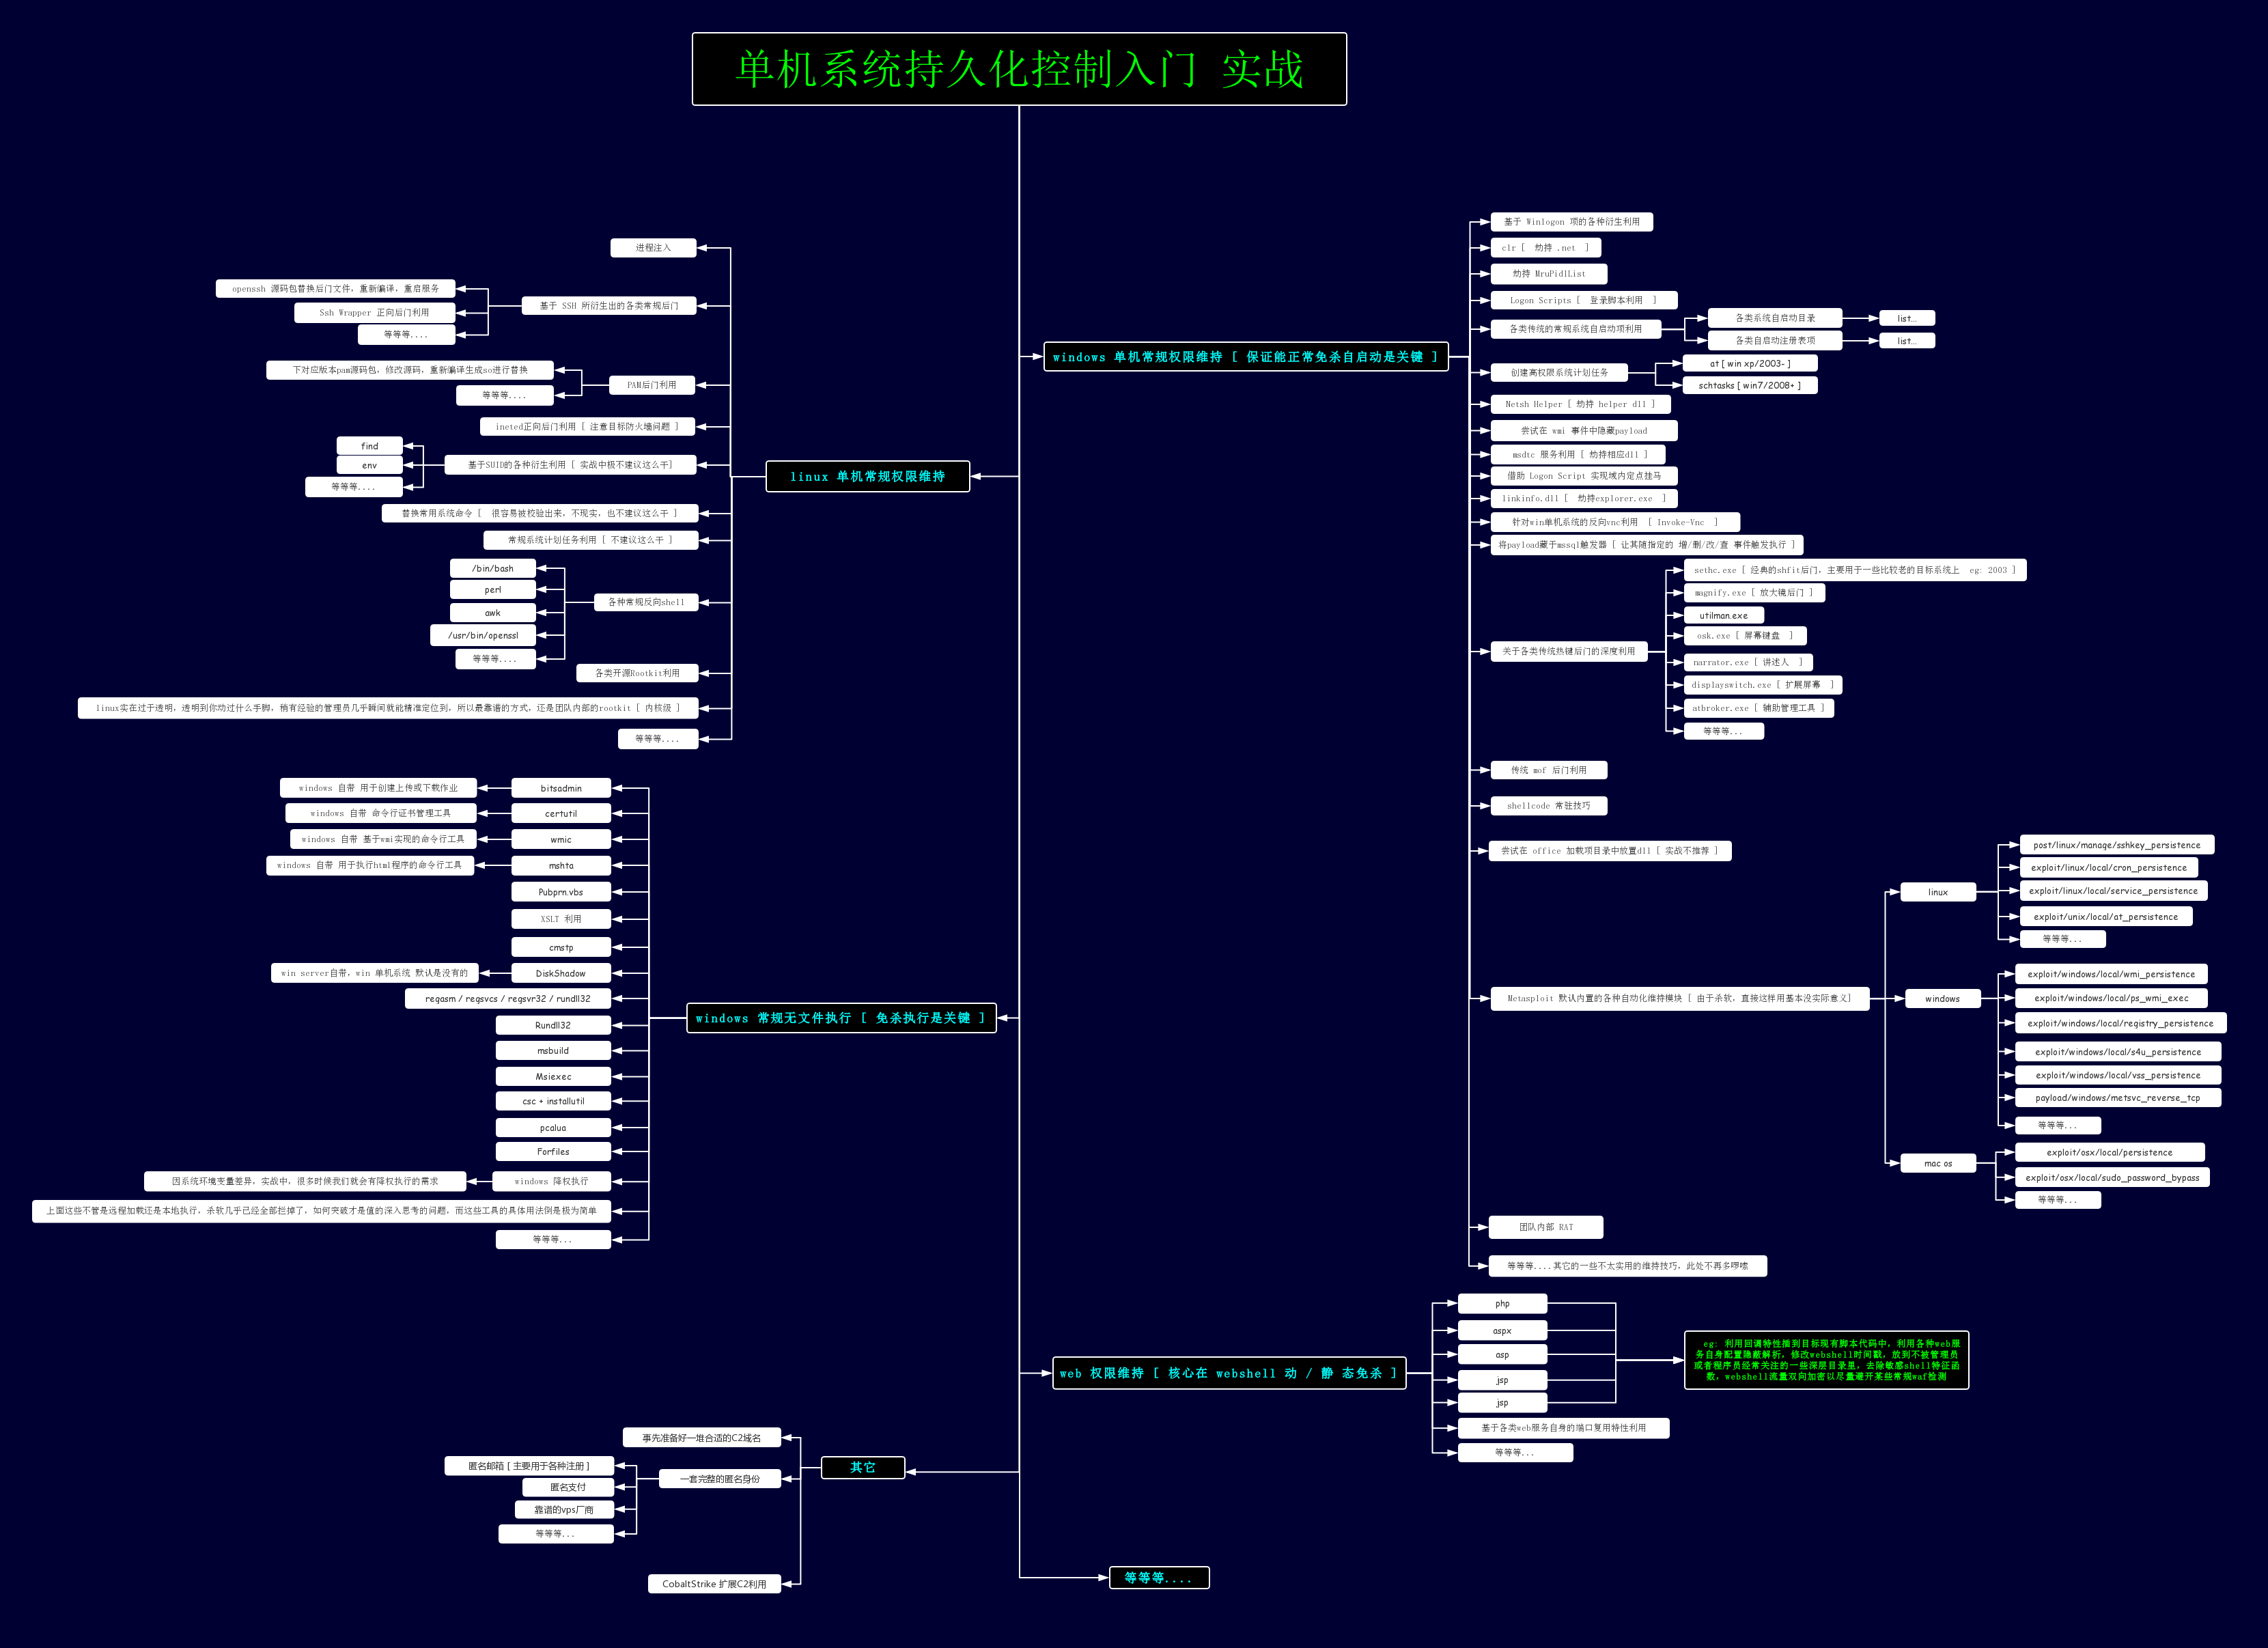 单机系统持久化控制入门 实战
windows 单机常规权限维持 [ 保证能正常免杀自启动是关键 ]
基于 Winlogon 项的各种衍生利用
clr [ 劫持 .net ]
劫持 MruPidlList
Logon Scripts [ 登录脚本利用 ]
各类传统的常规系统自启动项利用
各类系统自启动目录
list...
各类自启动注册表项
list...
创建高权限系统计划任务
at [ win xp/2003- ]
schtasks [ win7/2008+ ]
Netsh Helper [ 劫持 helper dll ]
尝试在 wmi 事件中隐藏payload
msdtc 服务利用 [ 劫持相应dll ]
借助 Logon Script 实现域内定点挂马
linkinfo.dll [ 劫持explorer.exe ]
针对win单机系统的反向vnc利用 [ Invoke-Vnc ]
将payload藏于mssql触发器 [ 让其随指定的 增/删/改/查 事件触发执行 ]
关于各类传统热键后门的深度利用
sethc.exe [ 经典的shfit后门，主要用于一些比较老的目标系统上 eg: 2003 ]
magnify.exe [ 放大镜后门 ]
utilman.exe
osk.exe [ 屏幕键盘 ]
narrator.exe [ 讲述人 ]
displayswitch.exe [ 扩展屏幕 ]
atbroker.exe [ 辅助管理工具 ]
等等等...
传统 mof 后门利用
shellcode 常驻技巧
尝试在 office 加载项目录中放置dll [ 实战不推荐 ]
Metasploit 默认内置的各种自动化维持模块 [ 由于杀软，直接这样用基本没实际意义]
linux
post/linux/manage/sshkey_persistence
exploit/linux/local/cron_persistence
exploit/linux/local/service_persistence
exploit/unix/local/at_persistence
等等等...
windows
exploit/windows/local/wmi_persistence
exploit/windows/local/ps_wmi_exec
exploit/windows/local/registry_persistence
exploit/windows/local/s4u_persistence
exploit/windows/local/vss_persistence
payload/windows/metsvc_reverse_tcp
等等等...
mac os
exploit/osx/local/persistence
exploit/osx/local/sudo_password_bypass
等等等...
团队内部 RAT
等等等....其它的一些不太实用的维持技巧，此处不再多啰嗦
linux 单机常规权限维持
进程注入
基于 SSH 所衍生出的各类常规后门
openssh 源码包替换后门文件，重新编译，重启服务
Ssh Wrapper 正向后门利用
等等等....
PAM后门利用
下对应版本pam源码包，修改源码，重新编译生成so进行替换
等等等....
ineted正向后门利用 [ 注意目标防火墙问题 ]
基于SUID的各种衍生利用 [ 实战中极不建议这么干]
find
env
等等等....
替换常用系统命令 [ 很容易被校验出来，不现实，也不建议这么干 ]
常规系统计划任务利用 [ 不建议这么干 ]
各种常规反向shell
/bin/bash
perl
awk
/usr/bin/openssl
等等等....
各类开源Rootkit利用
linux实在过于透明，透明到你动过什么手脚，稍有经验的管理员几乎瞬间就能精准定位到，所以最靠谱的方式，还是团队内部的rootkit [ 内核级 ]
等等等....
windows 常规无文件执行 [ 免杀执行是关键 ]
bitsadmin
windows 自带 用于创建上传或下载作业
certutil
windows 自带 命令行证书管理工具
wmic
windows 自带 基于wmi实现的命令行工具
mshta
windows 自带 用于执行html程序的命令行工具
Pubprn.vbs
XSLT 利用
cmstp
DiskShadow
win server自带，win 单机系统 默认是没有的
regasm / regsvcs / regsvr32 / rundll32
Rundll32
msbuild
Msiexec
csc + installutil
pcalua
Forfiles
windows 降权执行
因系统环境变量差异，实战中，很多时候我们就会有降权执行的需求
上面这些不管是远程加载还是本地执行，杀软几乎已经全部拦掉了，如何突破才是值的深入思考的问题，而这些工具的具体用法倒是极为简单
等等等...
web 权限维持 [ 核心在 webshell 动 / 静 态免杀 ]
php
aspx
asp
jsp
jsp
eg: 利用回调特性插到目标现有脚本代码中，利用各种web服
务自身配置隐蔽解析，修改webshell时间戳，放到不被管理员
或者程序员经常关注的一些深层目录里，去除敏感shell特征函
数，webshell流量双向加密以尽量避开某些常规waf检测
基于各类web服务自身的端口复用特性利用
等等等...
其它
事先准备好一堆合适的C2域名
一套完整的匿名身份
匿名邮箱 [ 主要用于各种注册 ]
匿名支付
靠谱的vps厂商
等等等...
CobaltStrike 扩展C2利用
等等等....